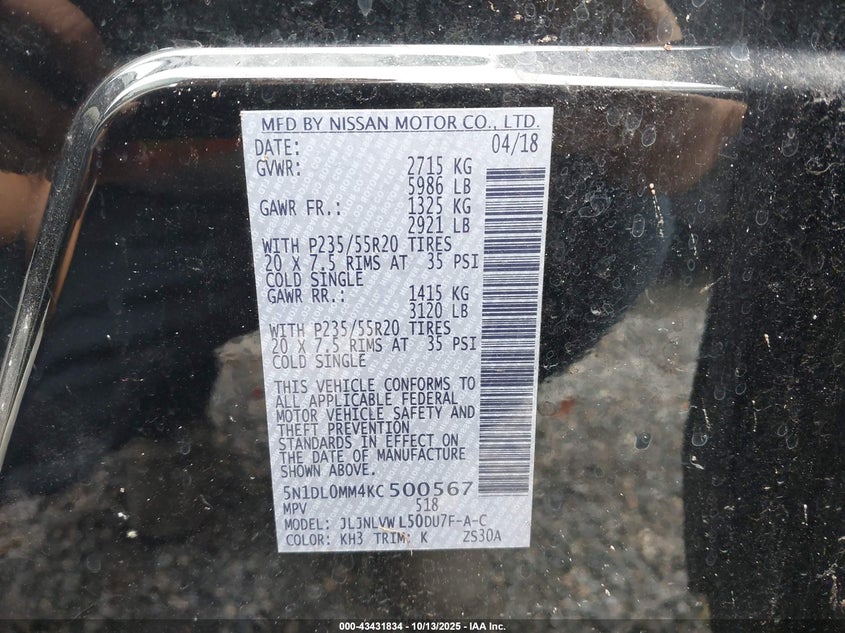 MFD BY NISSAN MOTOR CO., LTD.
DATE: 04/18
GVWR: 2715 KG
5986 LB
GAWR FR.: 1325 KG
2921 LB
WITH P235/55R20 TIRES
20 X 7.5 RIMS AT 35 PSI
COLD SINGLE
GAWR RR.: 1415 KG
3120 LB
WITH P235/55R20 TIRES
20 X 7.5 RIMS AT 35 PSI
COLD SINGLE
THIS VEHICLE CONFORMS TO
ALL APPLICABLE FEDERAL
MOTOR VEHICLE SAFETY AND
THEFT PREVENTION
STANDARDS IN EFFECT ON
THE DATE OF MANUFACTURE
SHOWN ABOVE.
5N1DL0MM4KC500567
MPV 518
MODEL: JLJNLVWL50DU7F-A-C
COLOR: KH3 TRIM: K ZS30A
000-43431834 - 10/13/2025 - IAA Inc.